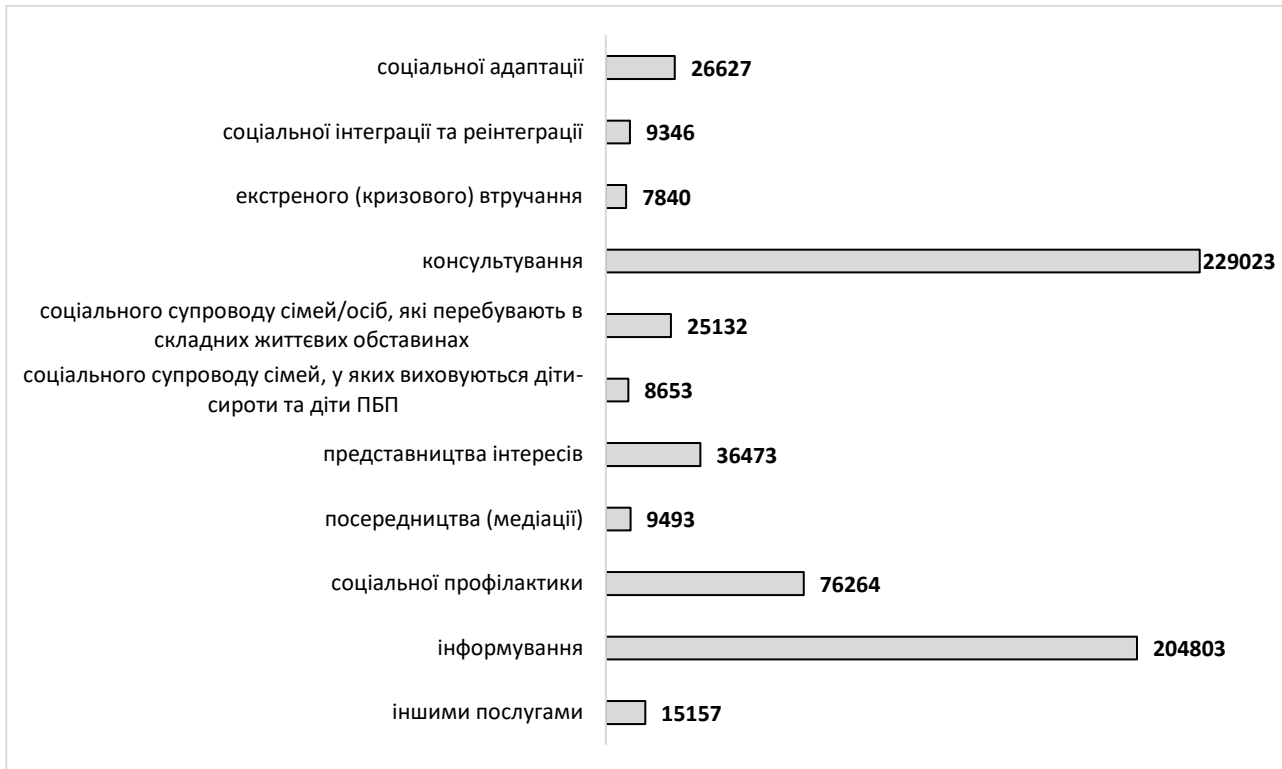 соціальної адаптації 26627
соціальної інтеграції та реінтеграції 9346
екстреного (кризового) втручання 7840
консультування 229023
соціального супроводу сімей/осіб, які перебувають в
складних життєвих обставинах 25132
соціального супроводу сімей, у яких виховуються діти-
сироти та діти ПБП 8653
представництва інтересів 36473
посередництва (медіації) 9493
соціальної профілактики 76264
інформування 204803
іншими послугами 15157